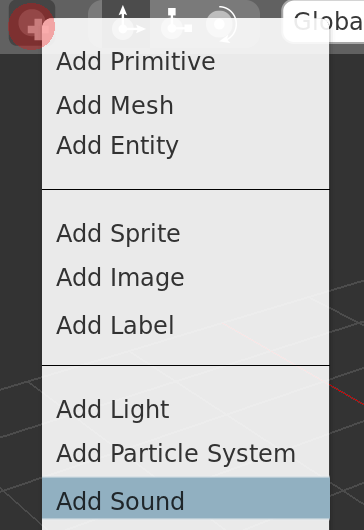 Globa
Add Primitive
Add Mesh
Add Entity
Add Sprite
Add Image
Add Label
Add Light
Add Particle System
Add Sound